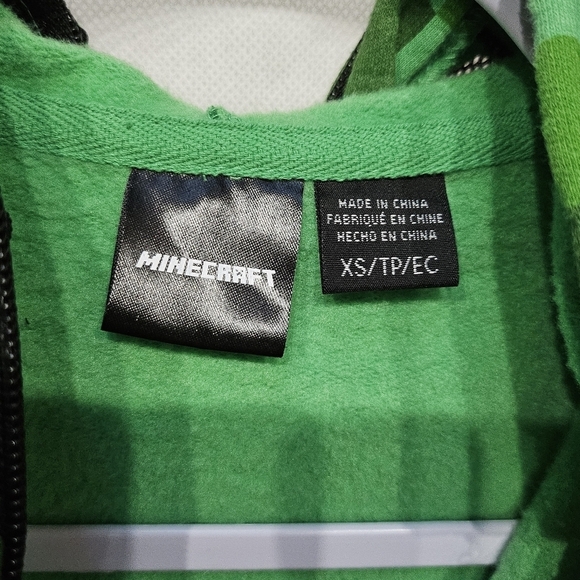 MINECRAFT
MADE IN CHINA
FABRIQUÉ EN CHINE
HECHO EN CHINA
XS/TP/EC